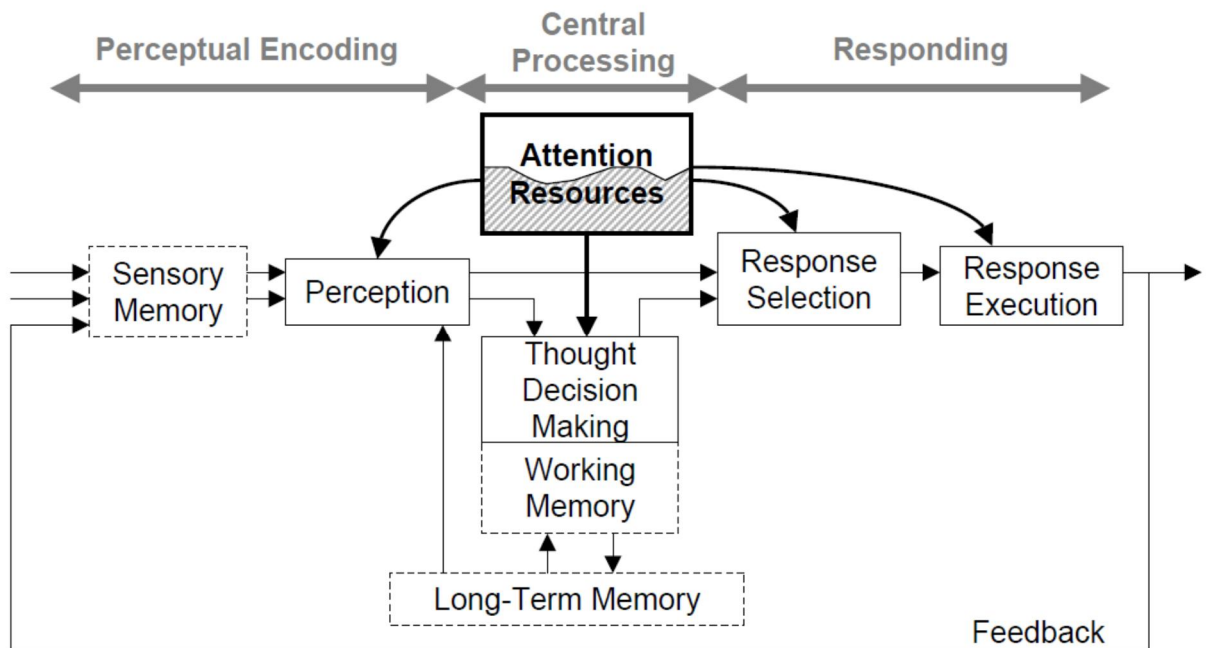 Perceptual Encoding
Central
Processing
Responding
Attention
Resources
Sensory
Memory
Perception
Response
Selection
Response
Execution
Thought
Decision
Making
Working
Memory
Long-Term Memory
Feedback